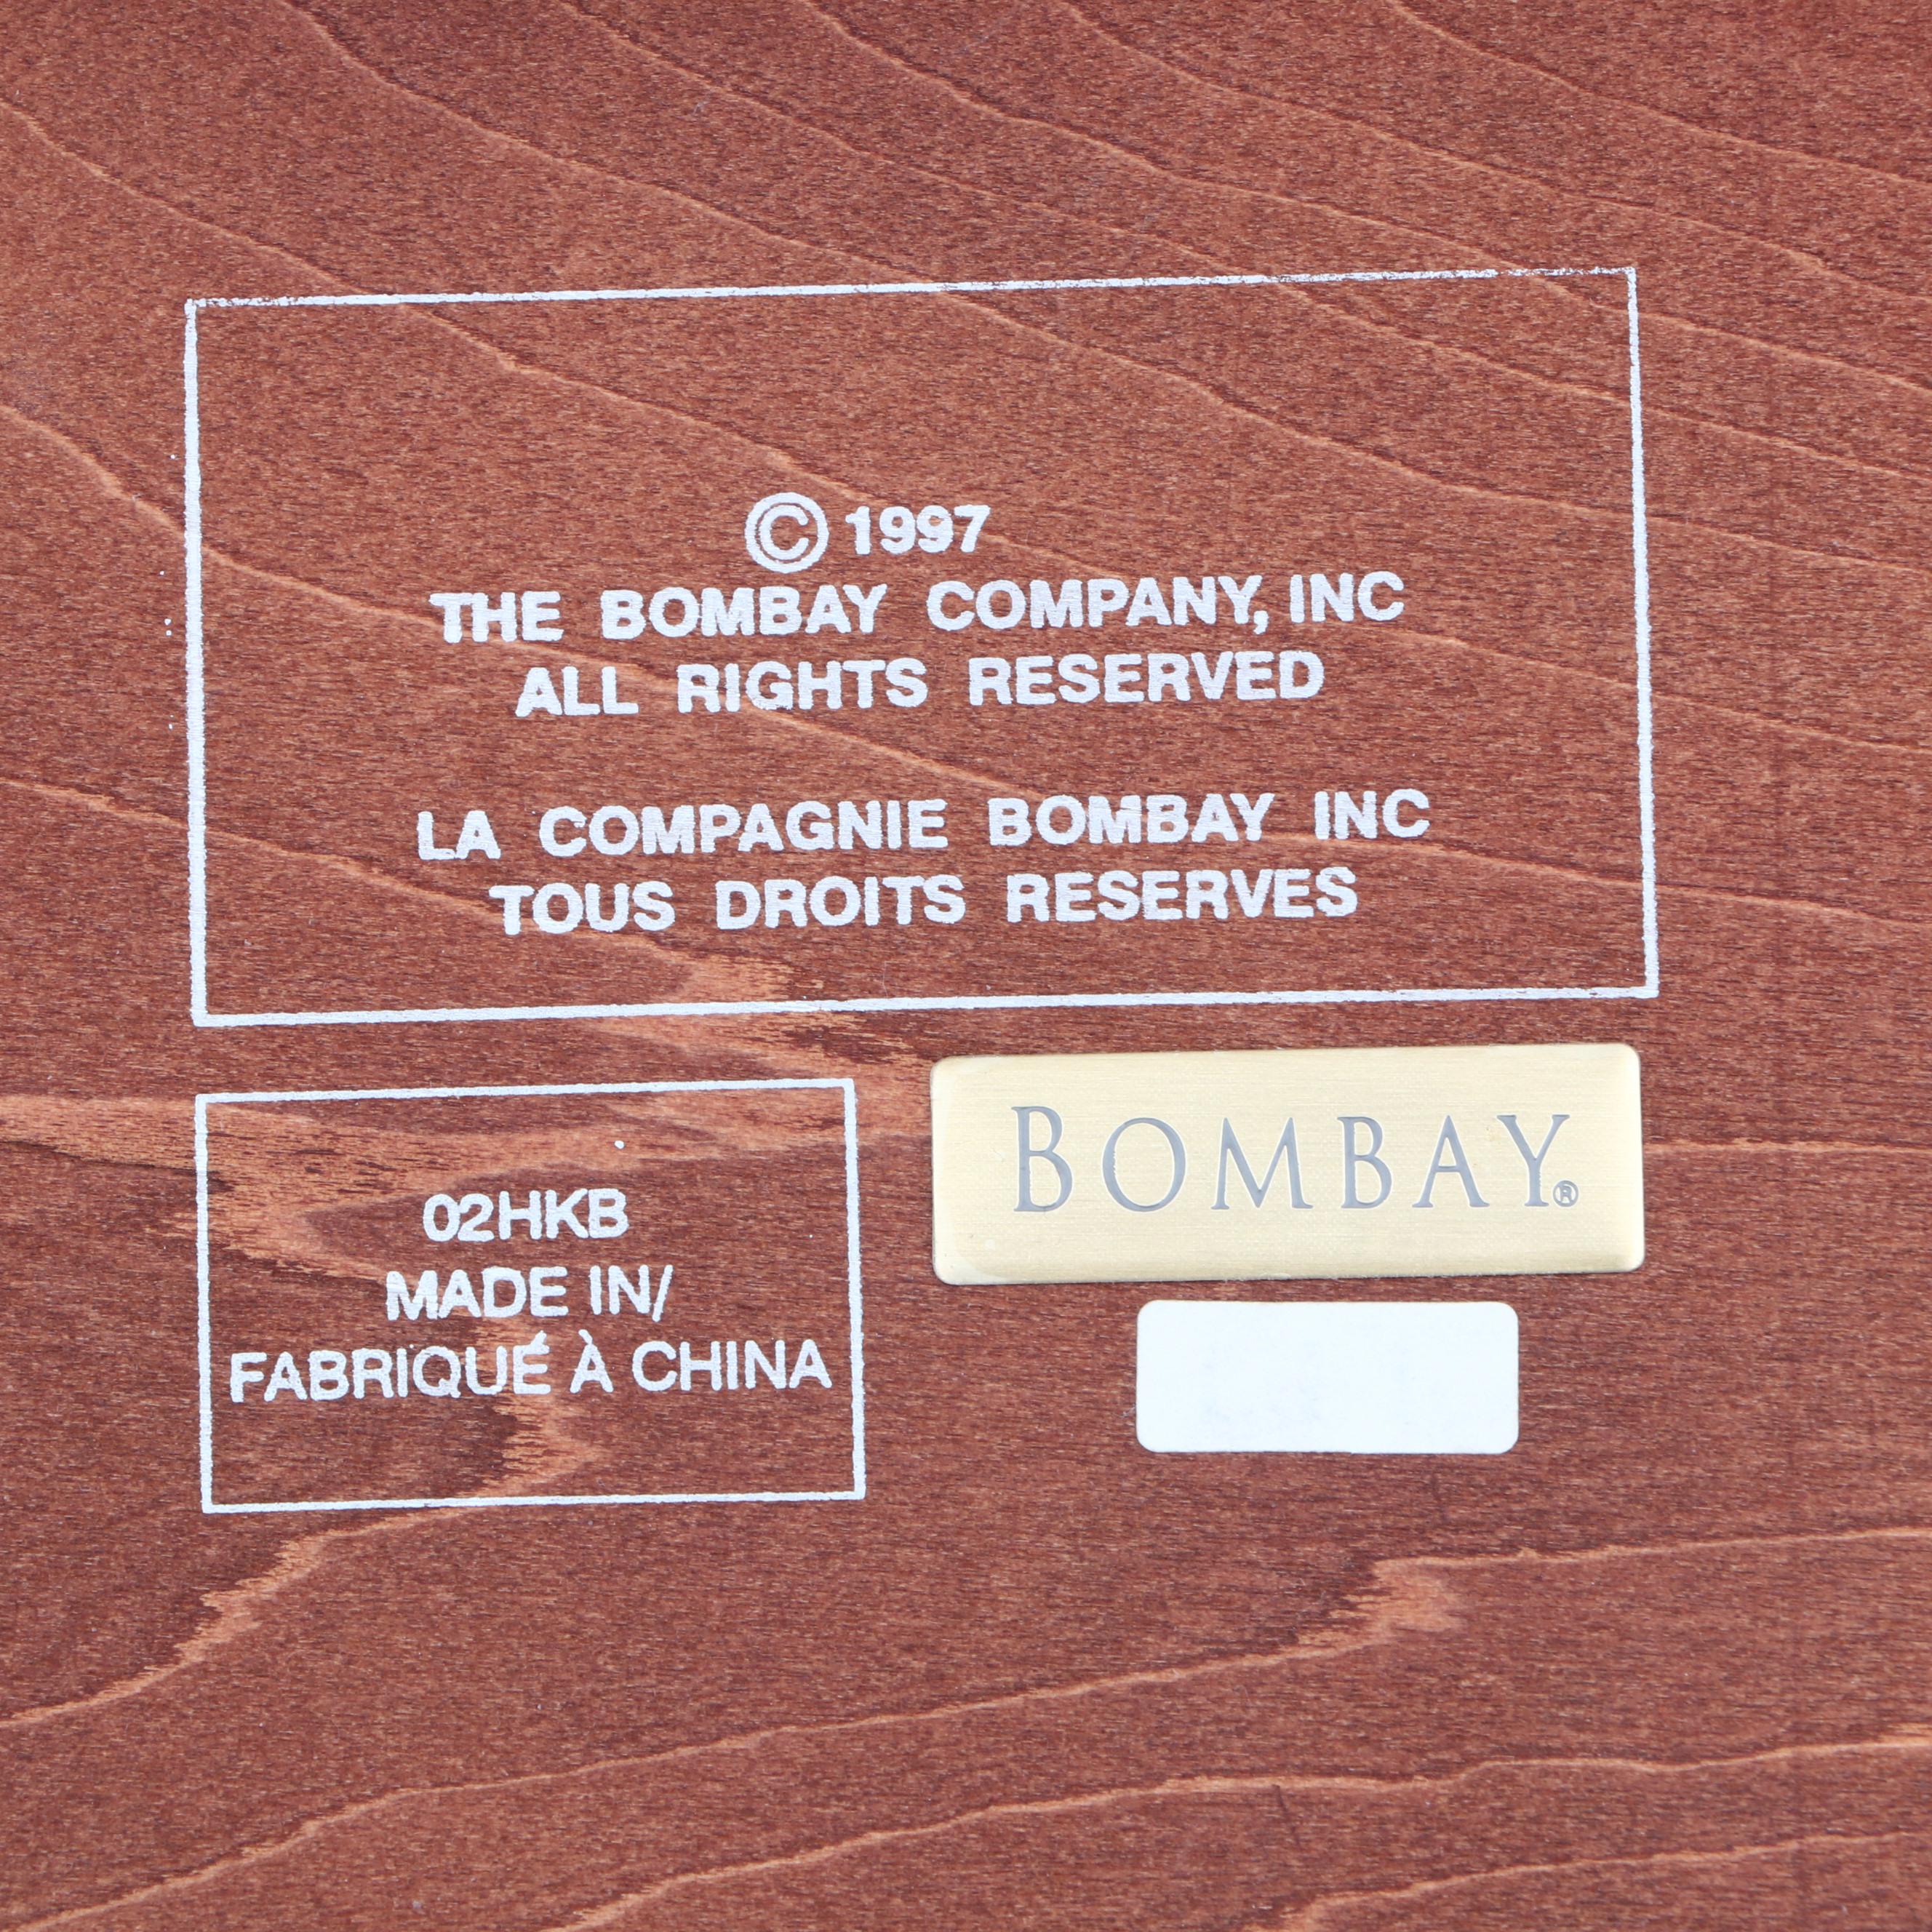 © 1997
THE BOMBAY COMPANY, INC
ALL RIGHTS RESERVED
LA COMPAGNIE BOMBAY INC
TOUS DROITS RESERVES
02HKB
MADE IN/
FABRIQUÉ À CHINA
BOMBAY®